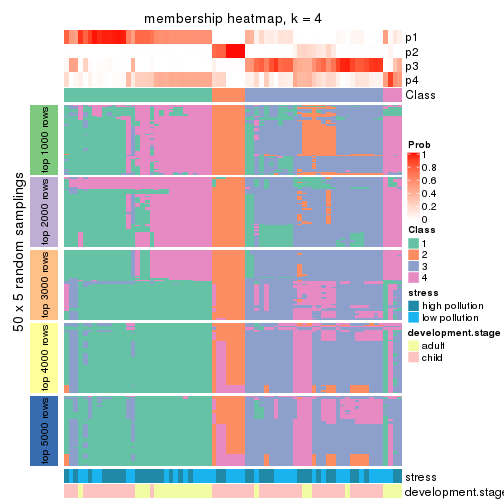 membership heatmap, k = 4
p1
p2
p3
p4
Class
50 x 5 random samplings
top 1000 rows
top 2000 rows
top 3000 rows
top 4000 rows
top 5000 rows
stress
development.stage
Prob
1
0.8
0.6
0.4
0.2
0
Class
1
2
3
4
stress
high pollution
low pollution
development.stage
adult
child